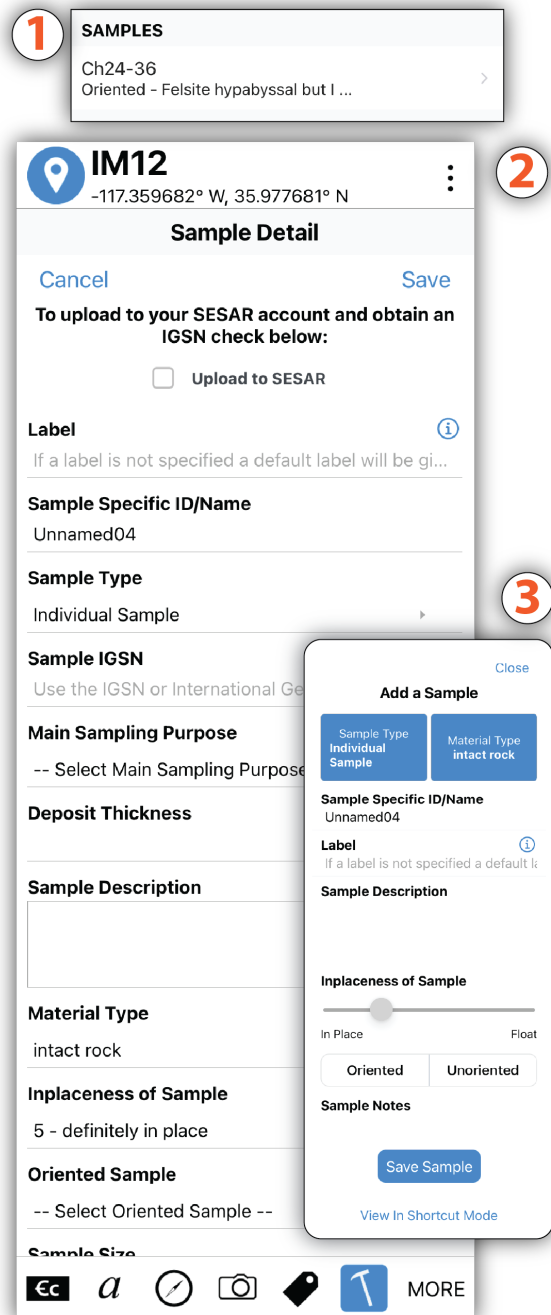 1
SAMPLES
Ch24-36
Oriented - Felsite hypabyssal but I ...
IM12
-117.359682° W, 35.977681° N
2
Sample Detail
Cancel
Save
To upload to your SESAR account and obtain an
IGSN check below:
Upload to SESAR
Label
If a label is not specified a default label will be gi...
Sample Specific ID/Name
Unnamed04
Sample Type
Individual Sample
Sample IGSN
Use the IGSN or International Ge
Main Sampling Purpose
-- Select Main Sampling Purpose
Deposit Thickness
Sample Description
Material Type
intact rock
Inplaceness of Sample
5 - definitely in place
Oriented Sample
-- Select Oriented Sample --
Sample Size
€c
a
MORE
3
Close
Add a Sample
Sample Type
Individual
Sample
Material Type
intact rock
Sample Specific ID/Name
Unnamed04
Label
If a label is not specified a default la
Sample Description
Inplaceness of Sample
In Place
Float
Oriented
Unoriented
Sample Notes
Save Sample
View In Shortcut Mode